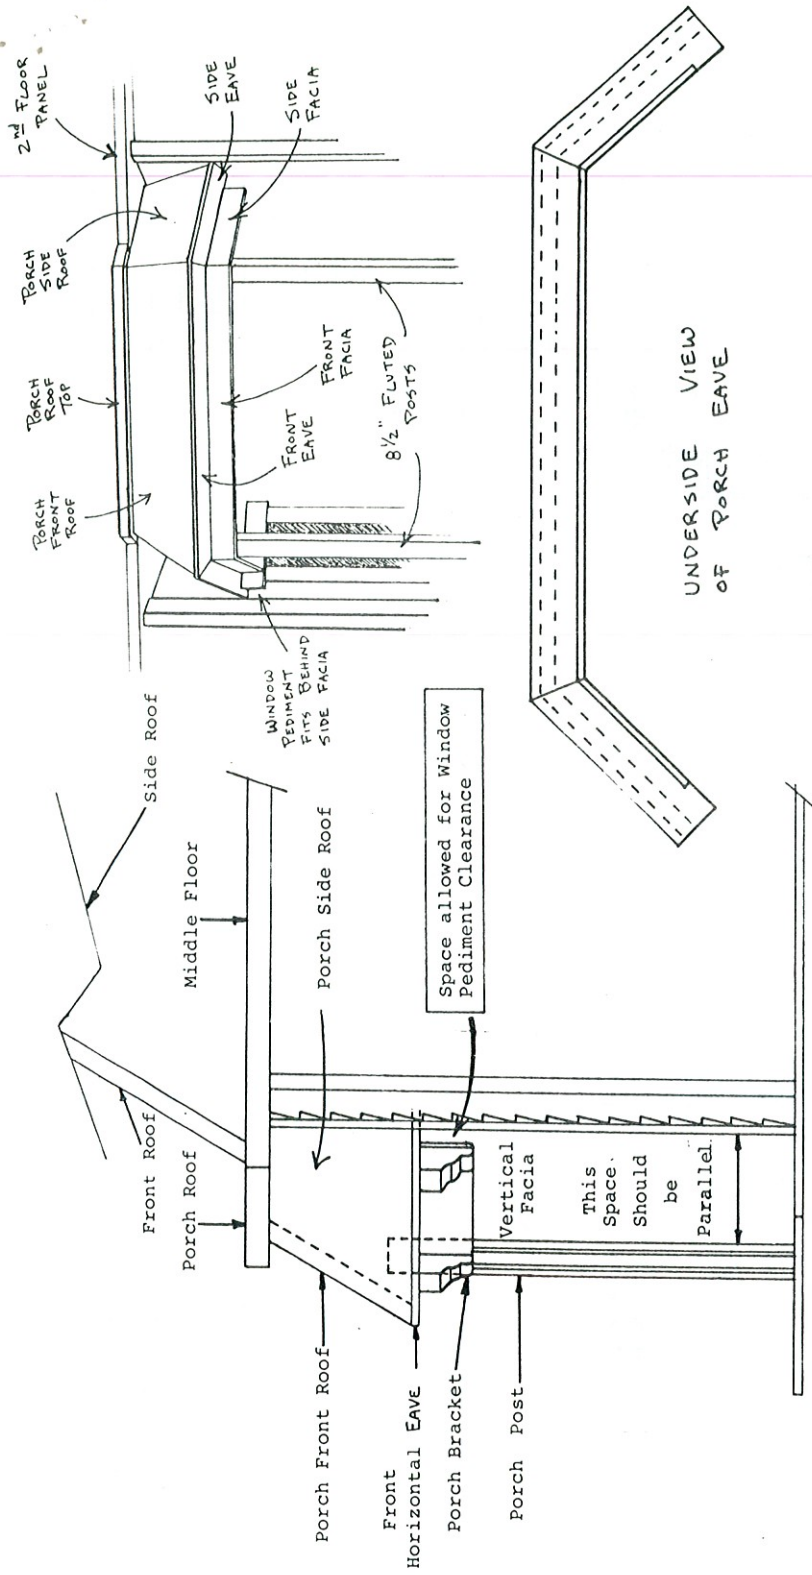 Side Roof
Middle Floor
Front Roof
Porch Roof
Porch Side Roof
Porch Front Roof
Front
Horizontal EAVE
Porch Bracket
Porch Post
Space allowed for Window
Pediment Clearance
Vertical
Facia
This
Space.
Should
be
Parallel.
2nd FLOOR
PANEL
PORCH
SIDE
ROOF
PORCH
ROOF
TOP
PORCH
FRONT
ROOF
SIDE
EAVE
SIDE
FACIA
FRONT
FACIA
FRONT
EAVE
8½" FLUTED
POSTS
WINDOW
PEDIMENT
FITS BEHIND
SIDE FACIA
UNDERSIDE VIEW
OF PORCH EAVE